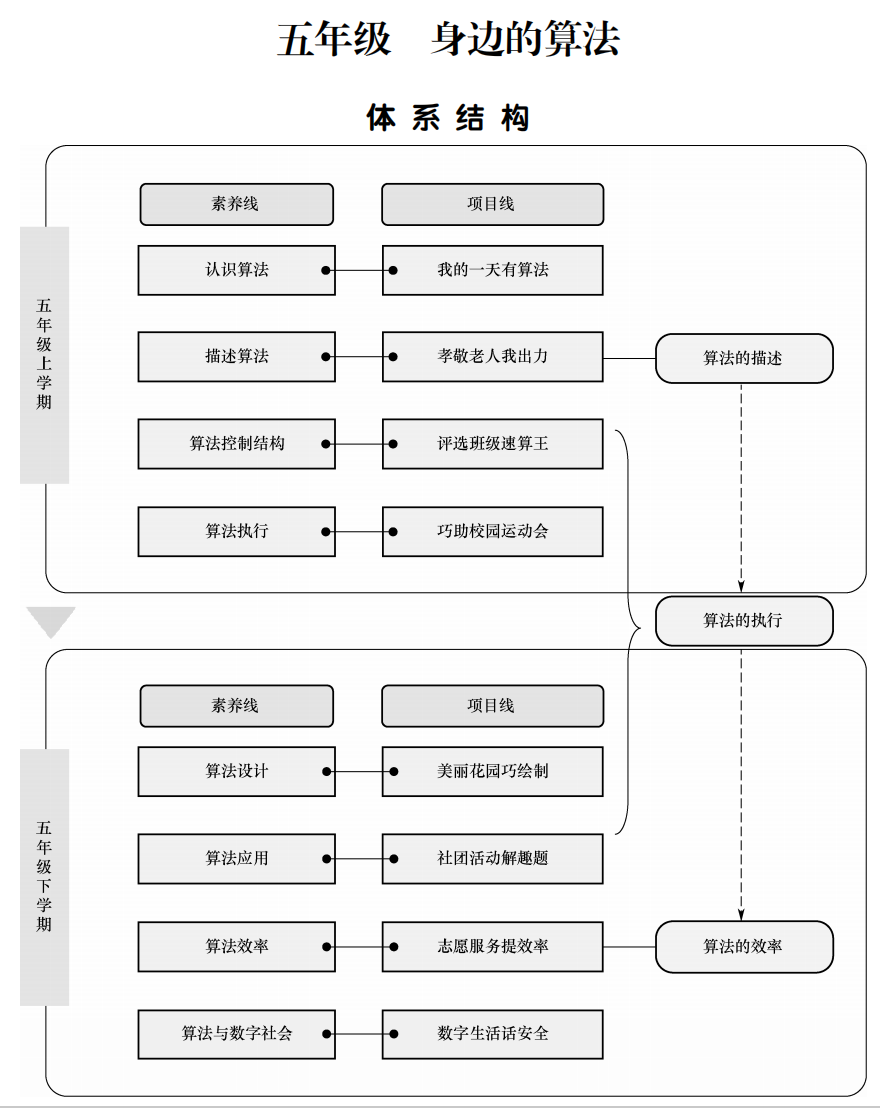 五年级 身边的算法
体系结构
五年级上学期
素养线 项目线
认识算法 我的一天有算法
描述算法 孝敬老人我出力 算法的描述
算法控制结构 评选班级速算王
算法执行 巧助校园运动会
算法的执行
五年级下学期
素养线 项目线
算法设计 美丽花园巧绘制
算法应用 社团活动解趣题
算法效率 志愿服务提效率 算法的效率
算法与数字社会 数字生活话安全